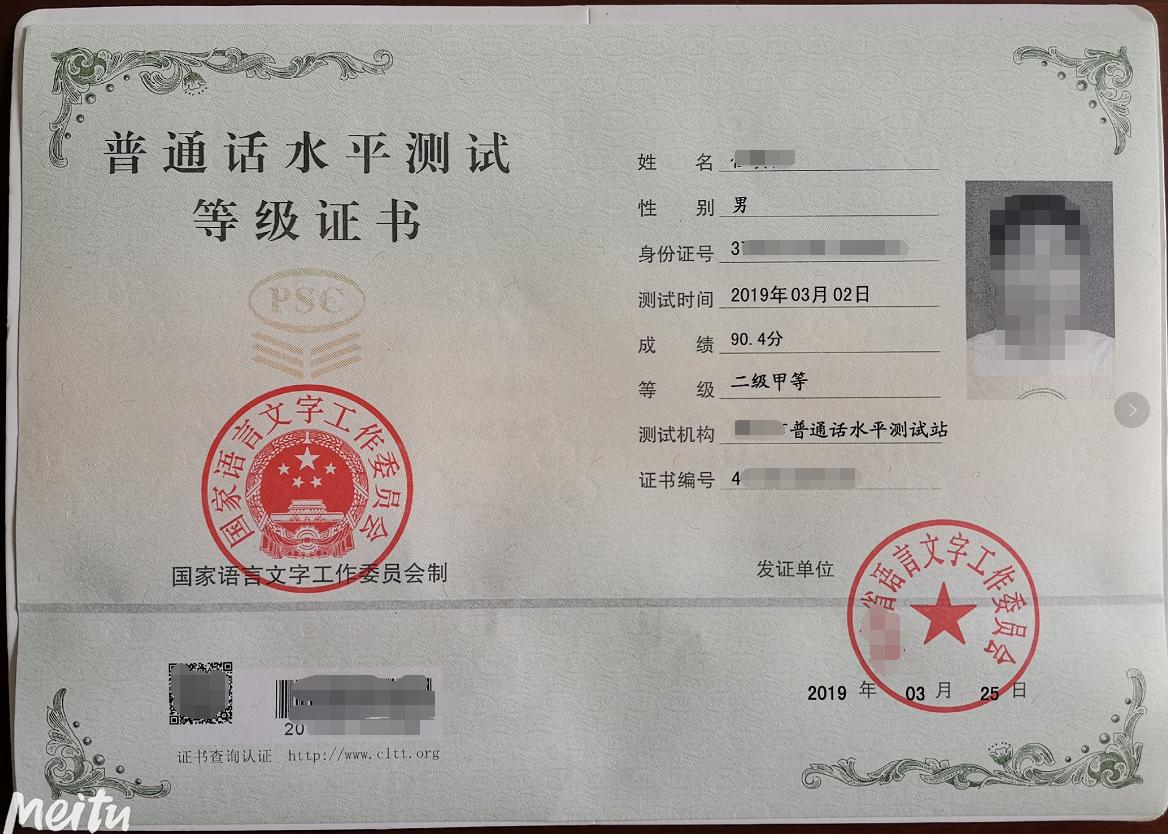 普通话水平测试
等级证书
PSC
国家语言文字工作委员会
国家语言文字工作委员会制
证书查询认证 http://www.cltt.org
姓 名
性 别 男
身份证号 3
测试时间 2019年03月02日
成 绩 90.4分
等 级 二级甲等
测试机构 普通话水平测试站
证书编号 4
发证单位
省语言文字工作委员会
2019 年 03 月 25 日
20
Meitu